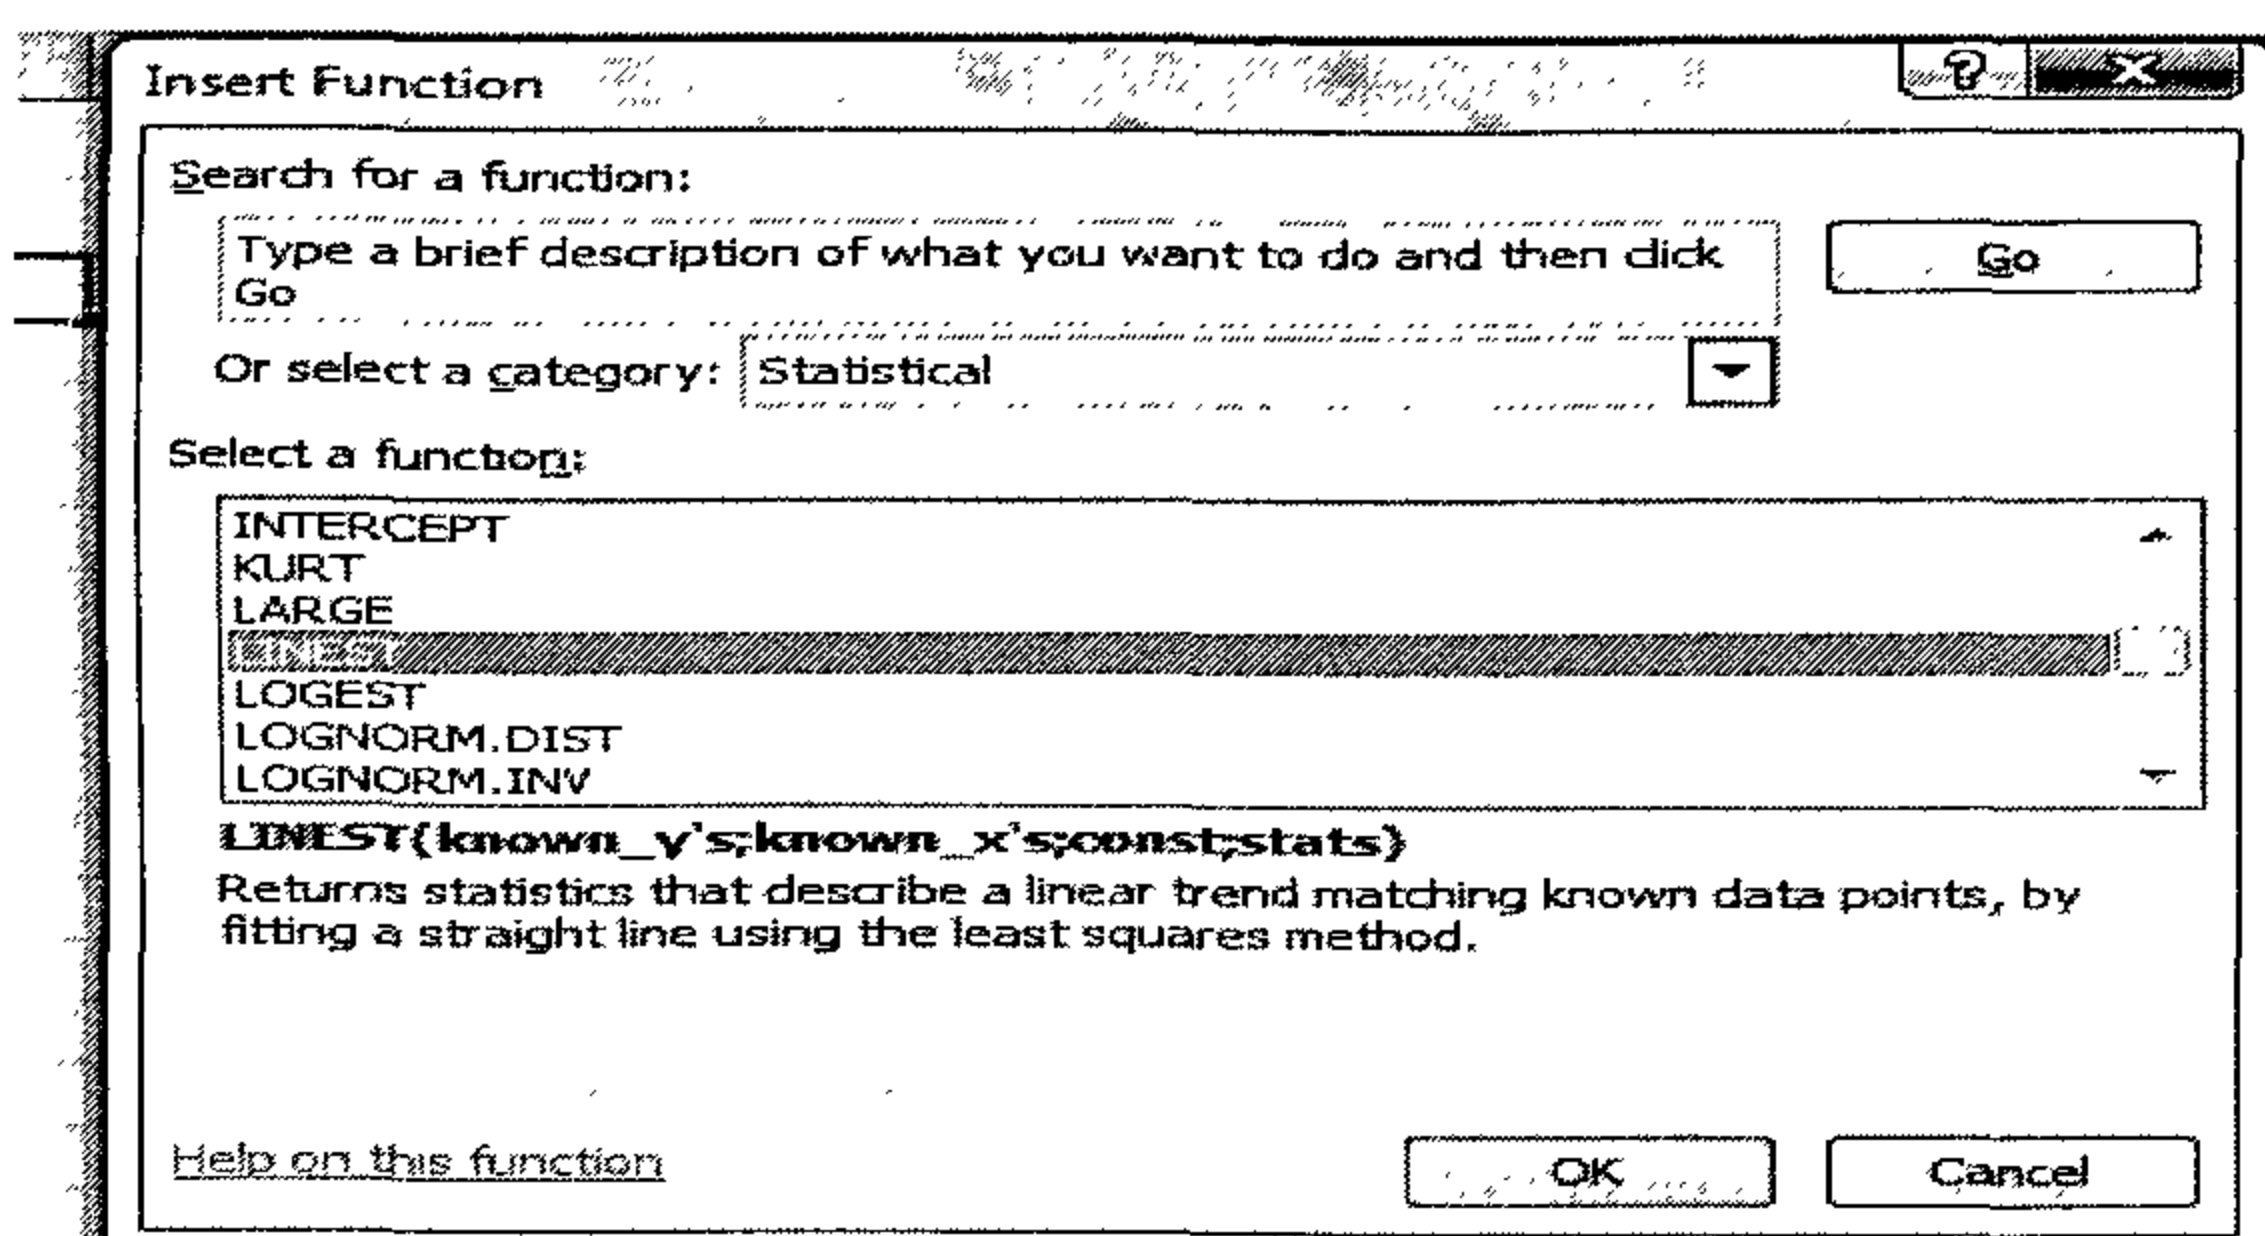 Insert Function
?
X
Search for a function:
Type a brief description of what you want to do and then click
Go
Go
Or select a category: Statistical
Select a function:
INTERCEPT
KURT
LARGE
LINEST
LOGEST
LOGNORM.DIST
LOGNORM.INV
LINEST(known_y's;known_x's;const;stats)
Returns statistics that describe a linear trend matching known data points, by
fitting a straight line using the least squares method.
Help on this function
OK
Cancel